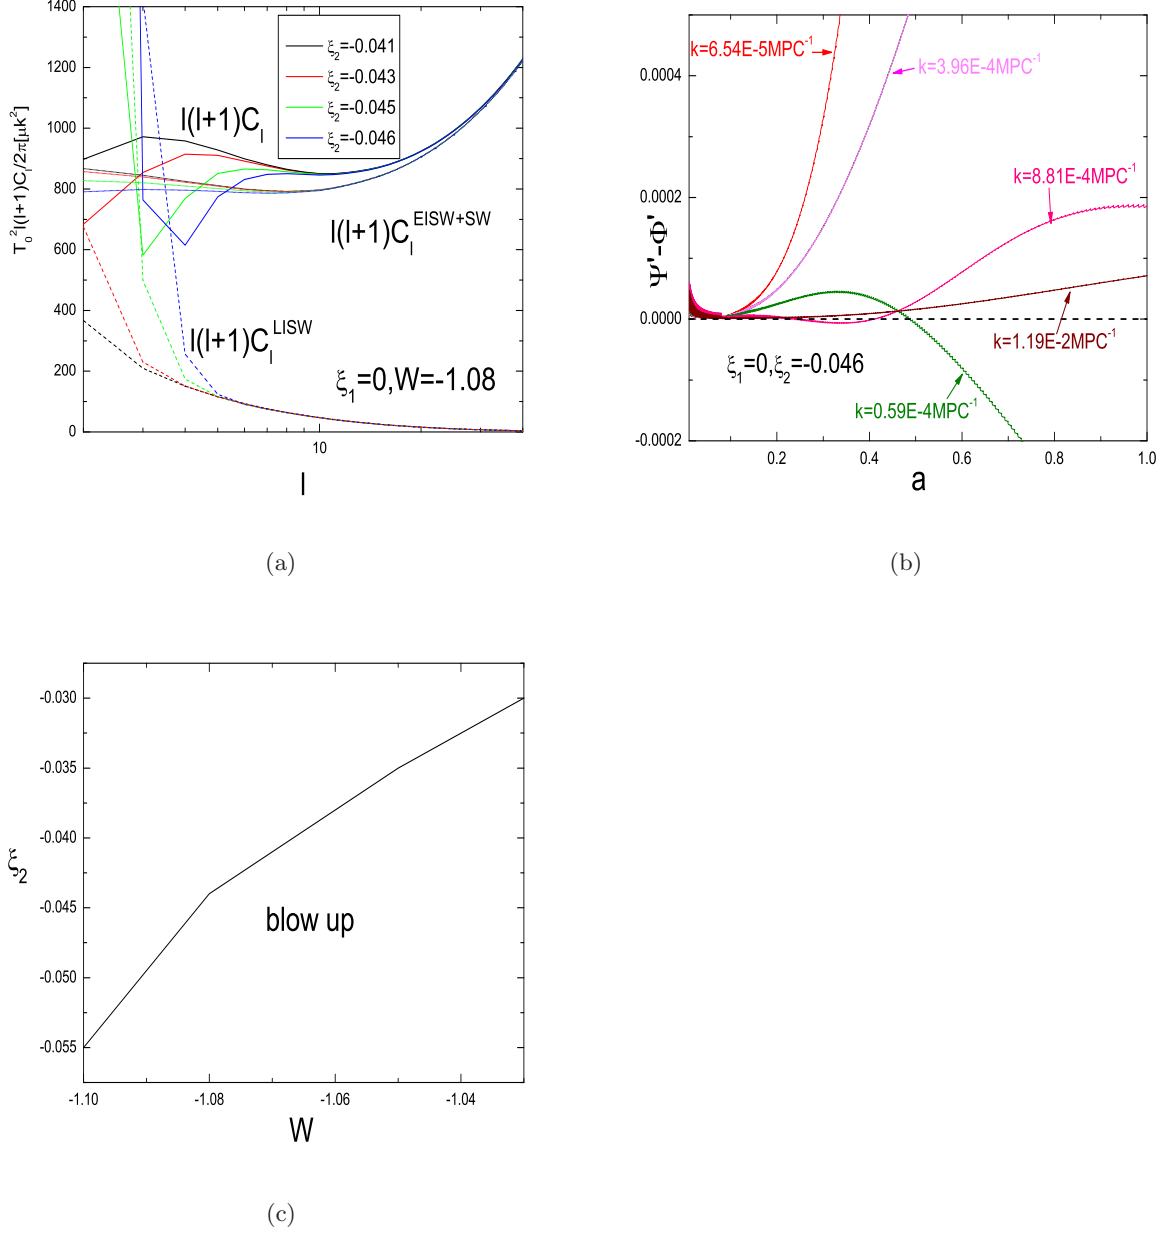 1400
1200
1000
800
600
400
200
0
T₀²l(l+1)Cₗ/2π[μk²]
ξ₂=-0.041
ξ₂=-0.043
ξ₂=-0.045
ξ₂=-0.046
l(l+1)Cₗ
l(l+1)Cₗ^EISW+SW
l(l+1)Cₗ^LISW
ξ₁=0,W=-1.08
10
l
(a)
0.0004
0.0002
0.0000
-0.0002
Ψ'-Φ'
k=6.54E-5MPC⁻¹
k=3.96E-4MPC⁻¹
k=8.81E-4MPC⁻¹
k=1.19E-2MPC⁻¹
ξ₁=0,ξ₂=-0.046
k=0.59E-4MPC⁻¹
0.2 0.4 0.6 0.8 1.0
a
(b)
-0.030
-0.035
-0.040
-0.045
-0.050
-0.055
ξ₂
blow up
-1.10 -1.08 -1.06 -1.04
W
(c)